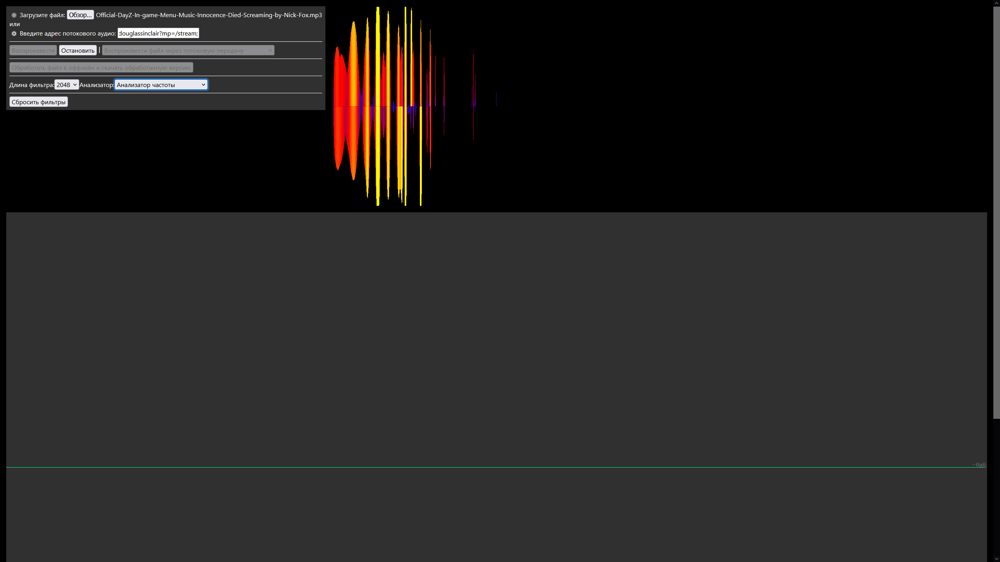 Загрузите файл: Обзор... Official-DayZ-In-game-Menu-Music-Innocence-Died-Screaming-by-Nick-Fox.mp3
или
Введите адрес потокового аудио: douglassinclair?mp=/stream;
Воспроизвести Остановить | Воспроизвести файл через потоковую передачу
Обработать файл в оффлайн и скачать обработанную версию
Длина фильтра: 2048 Анализатор: Анализатор частоты
Сбросить фильтры
−0дБ